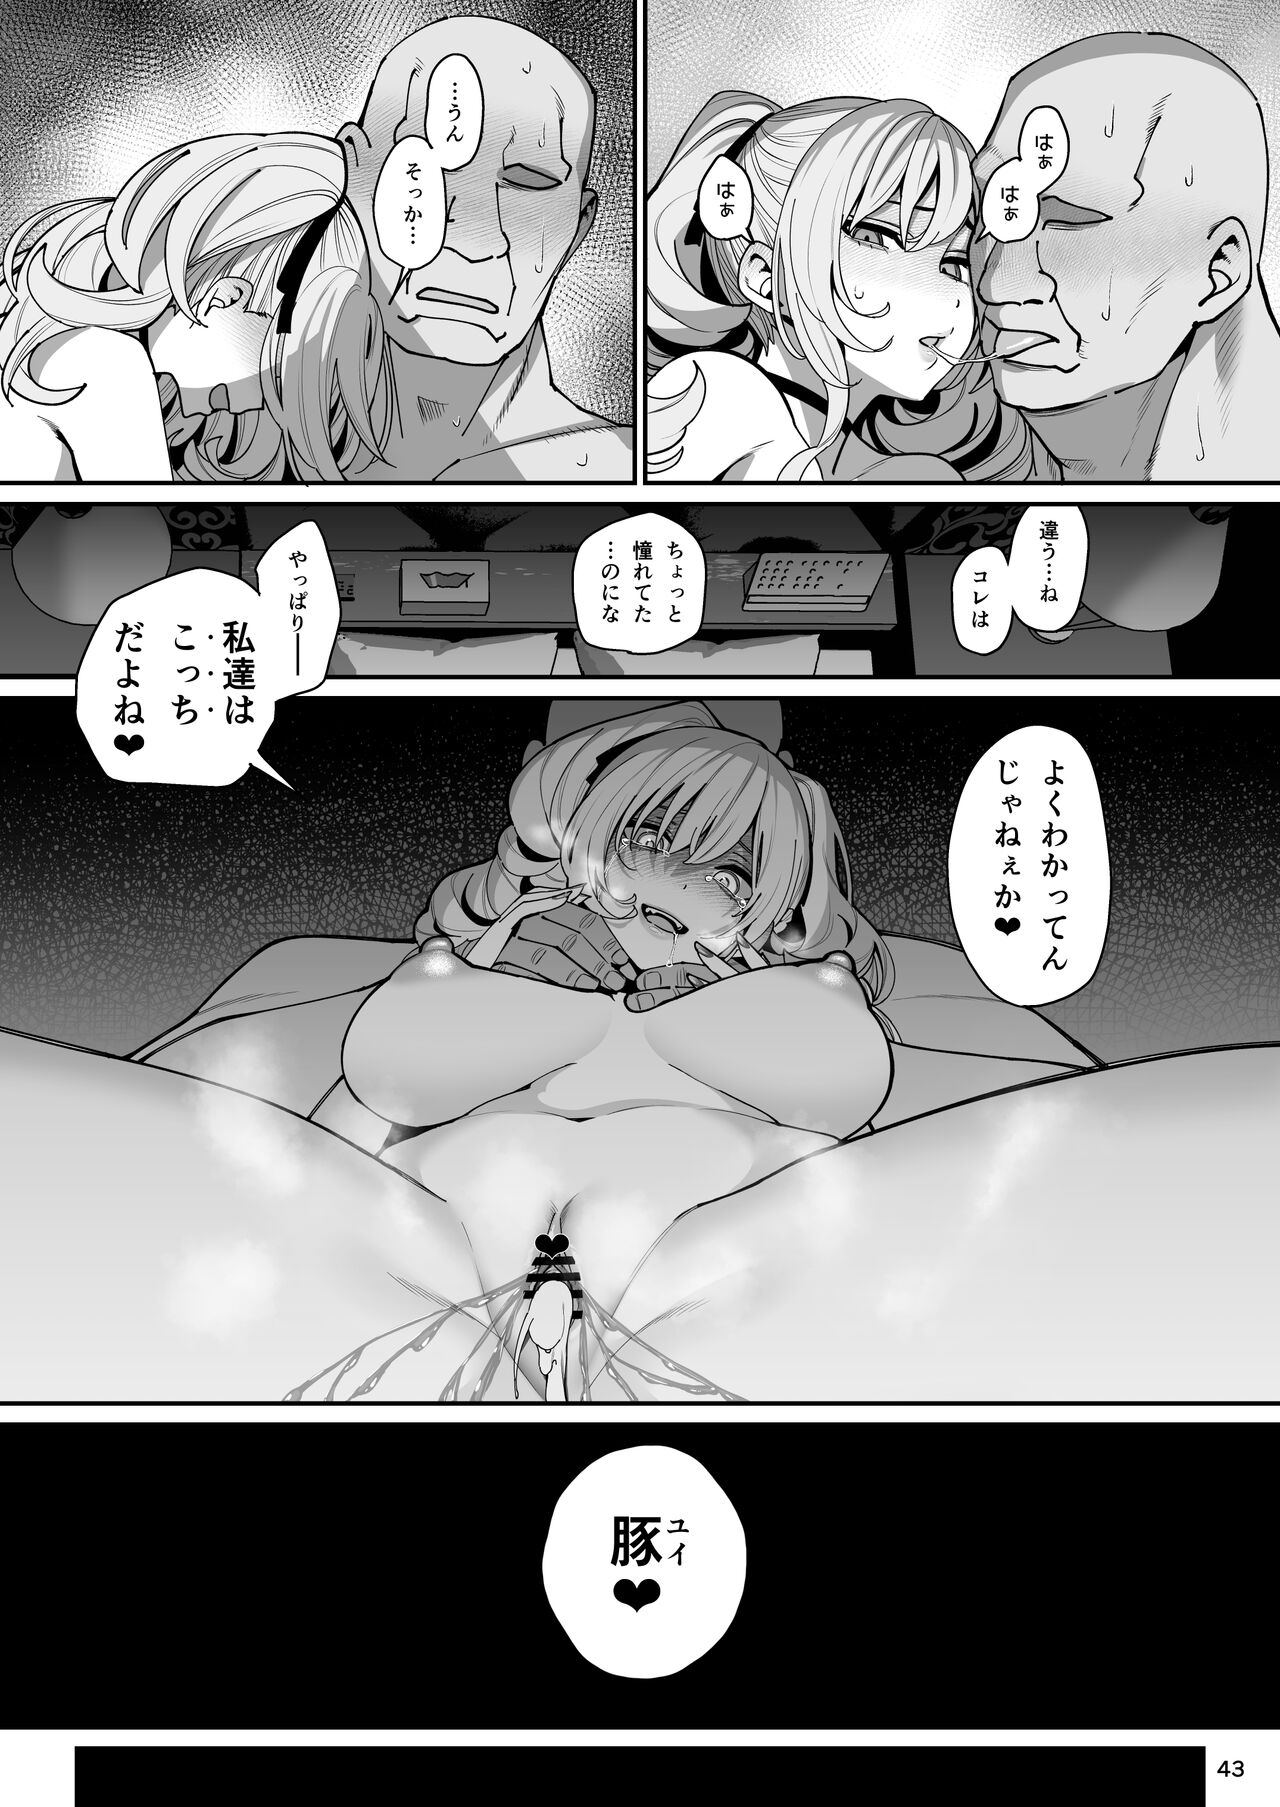 はぁ
はぁ
はぁ
…うん
そっか…
違う…ね
コレは
ちょっと
憧れてた
…のにな
やっぱり──
私達は
こっち
だよね❤
よくわかってん
じゃねぇか❤
豚❤
ユイ
43